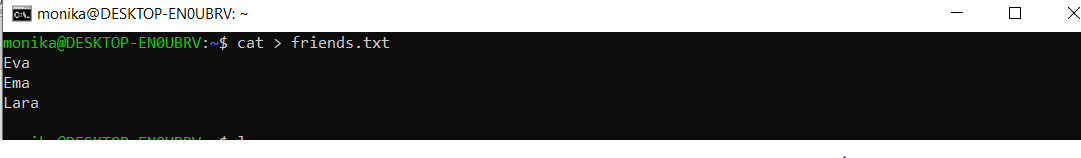 monika@DESKTOP-EN0UBRV: ~
monika@DESKTOP-EN0UBRV:~$ cat > friends.txt
Eva
Ema
Lara